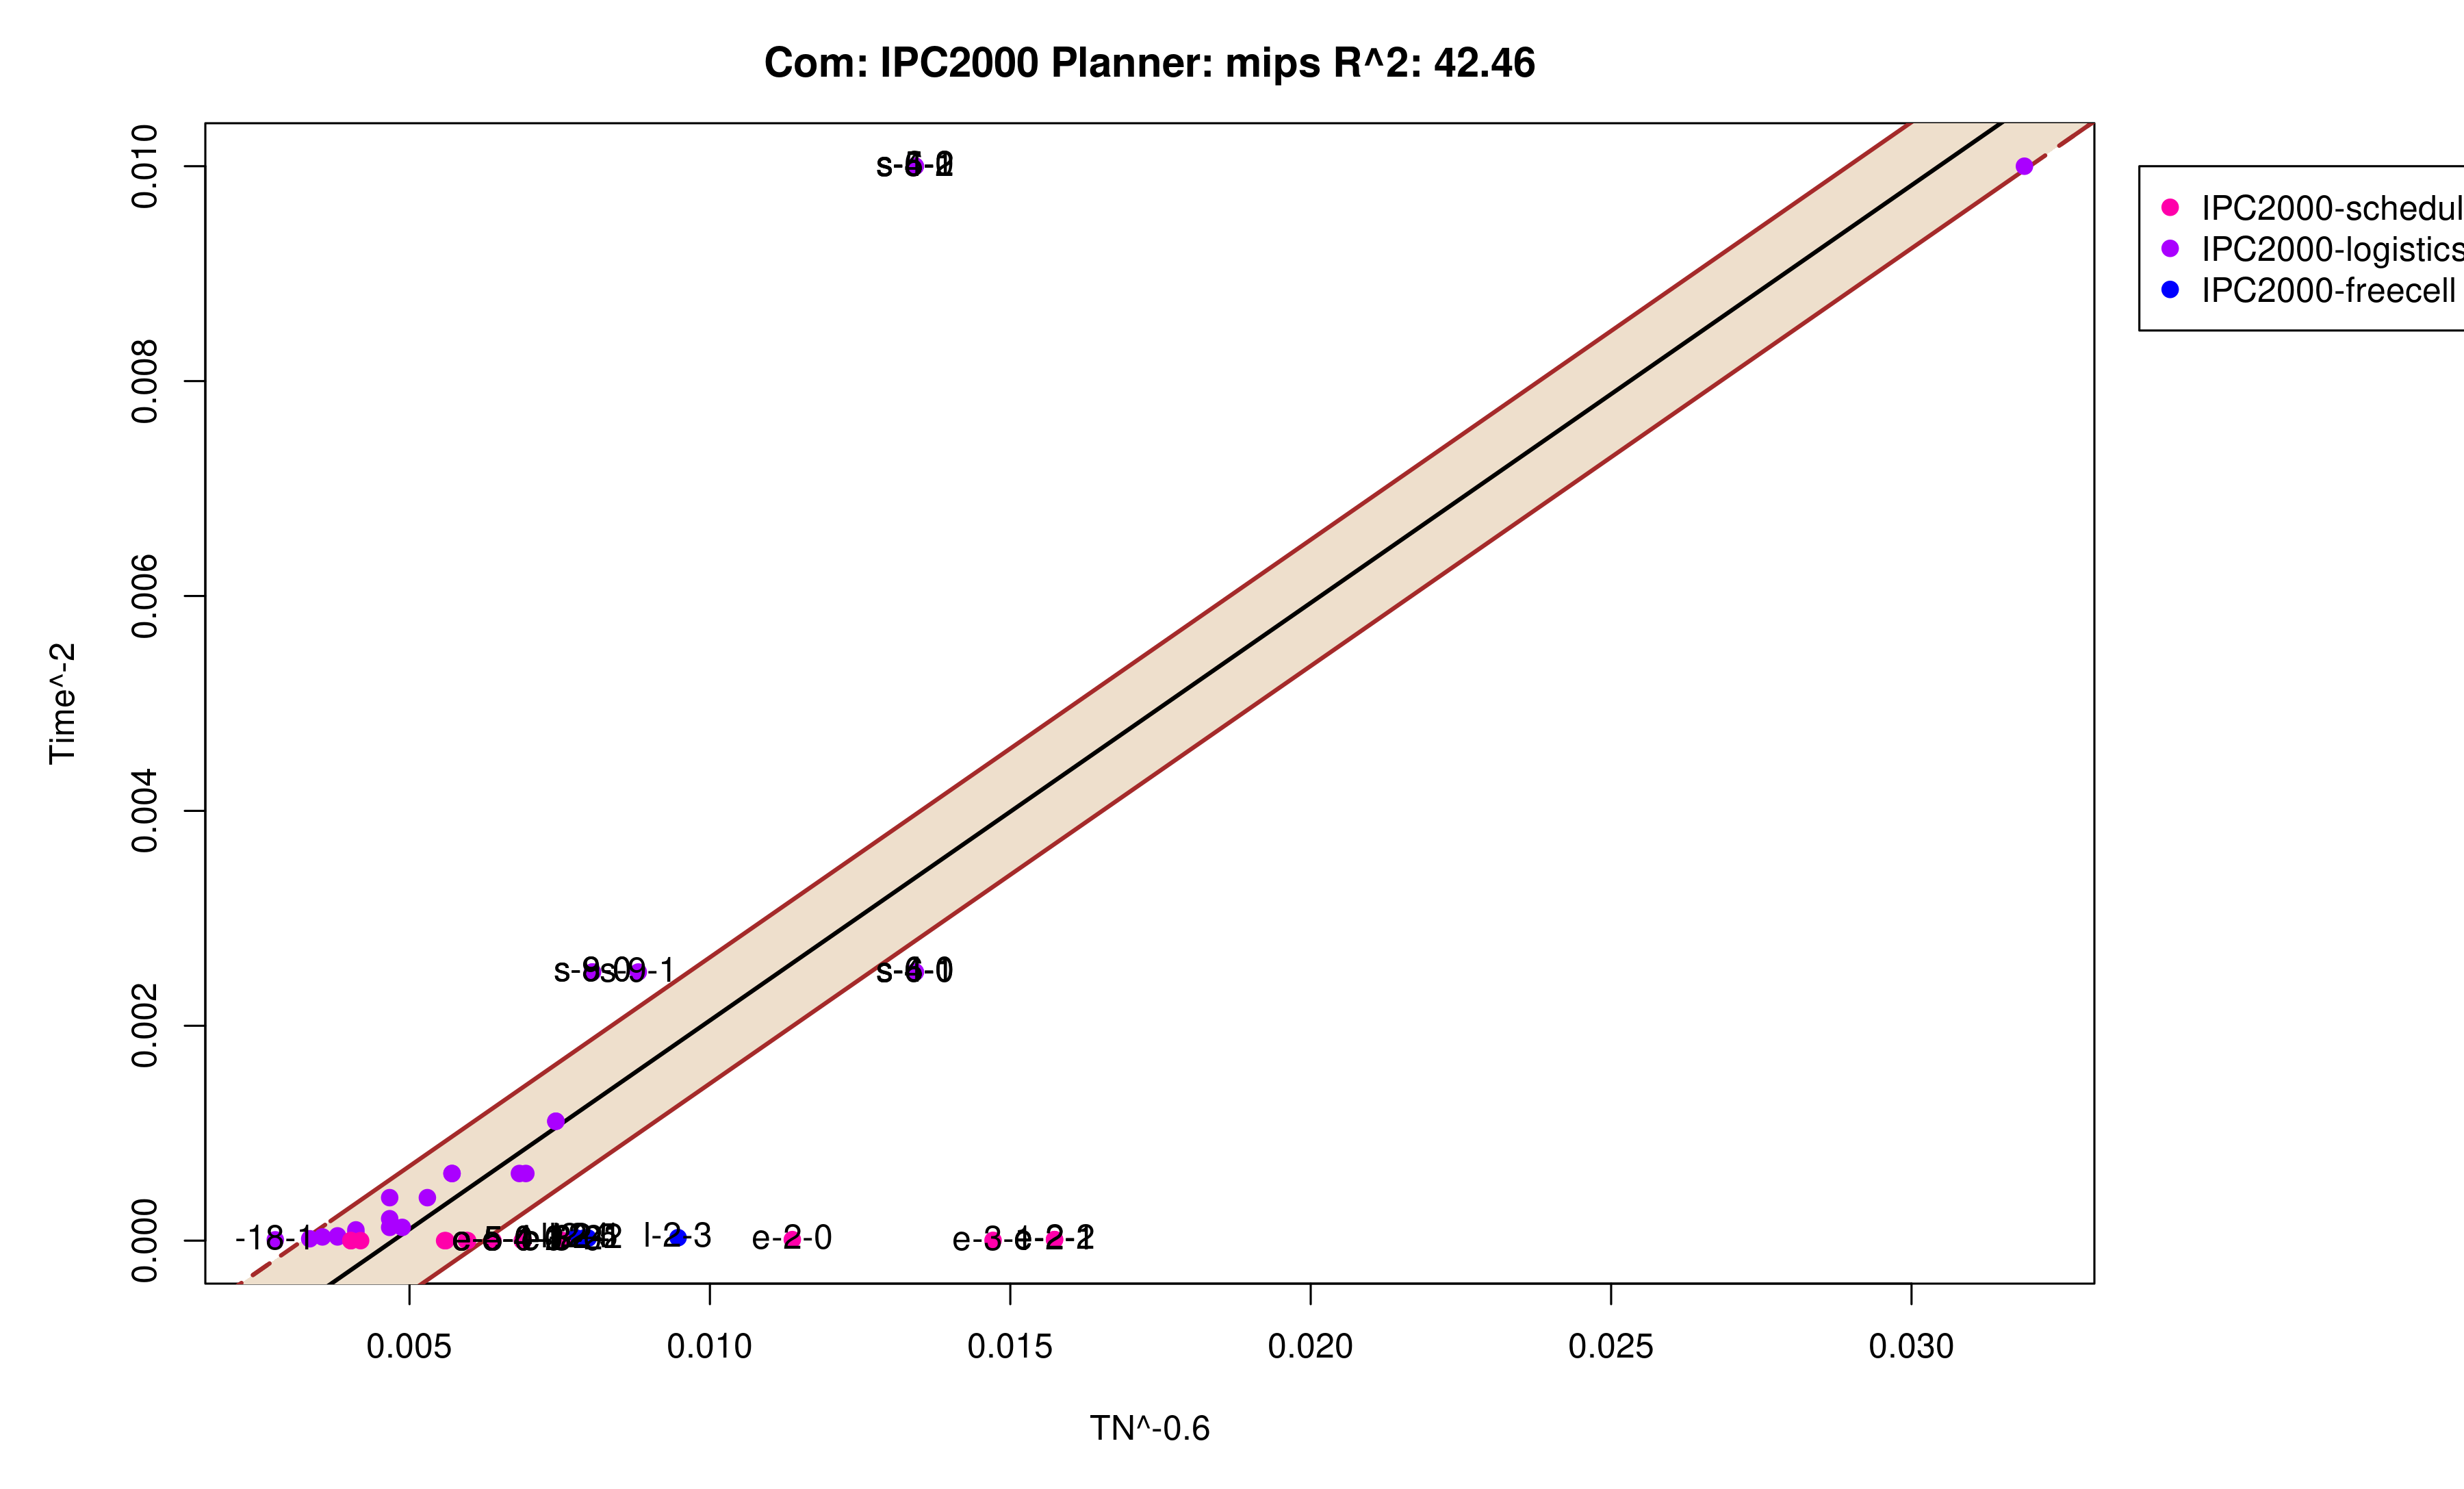 Com: IPC2000 Planner: mips R^2: 42.46
0.010
0.008
0.006
0.004
0.002
0.000
Time^-2
s-9-1
-18-1
l-2-3
e-2-0
e-3-1
0.005
0.010
0.015
0.020
0.025
0.030
TN^-0.6
IPC2000-schedul
IPC2000-logistics
IPC2000-freecell